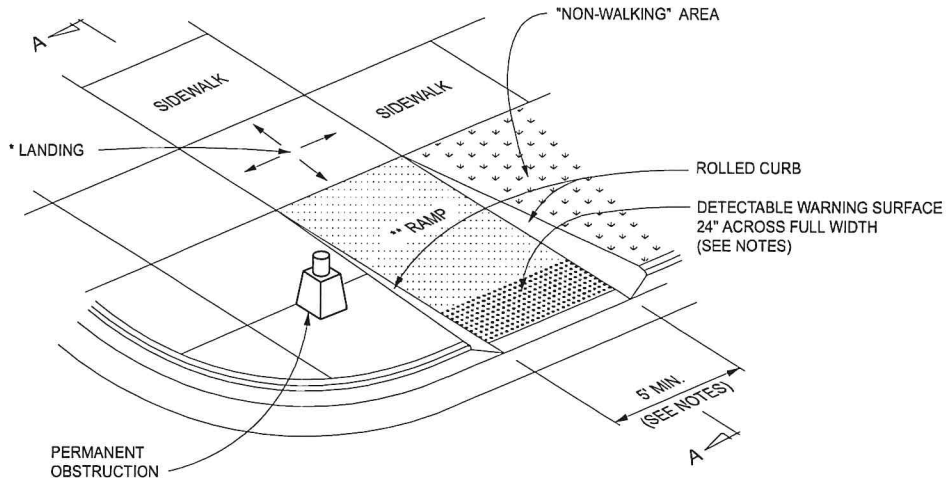 "NON-WALKING" AREA
A
SIDEWALK
SIDEWALK
* LANDING
ROLLED CURB
** RAMP
DETECTABLE WARNING SURFACE
24" ACROSS FULL WIDTH
(SEE NOTES)
5' MIN.
(SEE NOTES)
A
PERMANENT
OBSTRUCTION